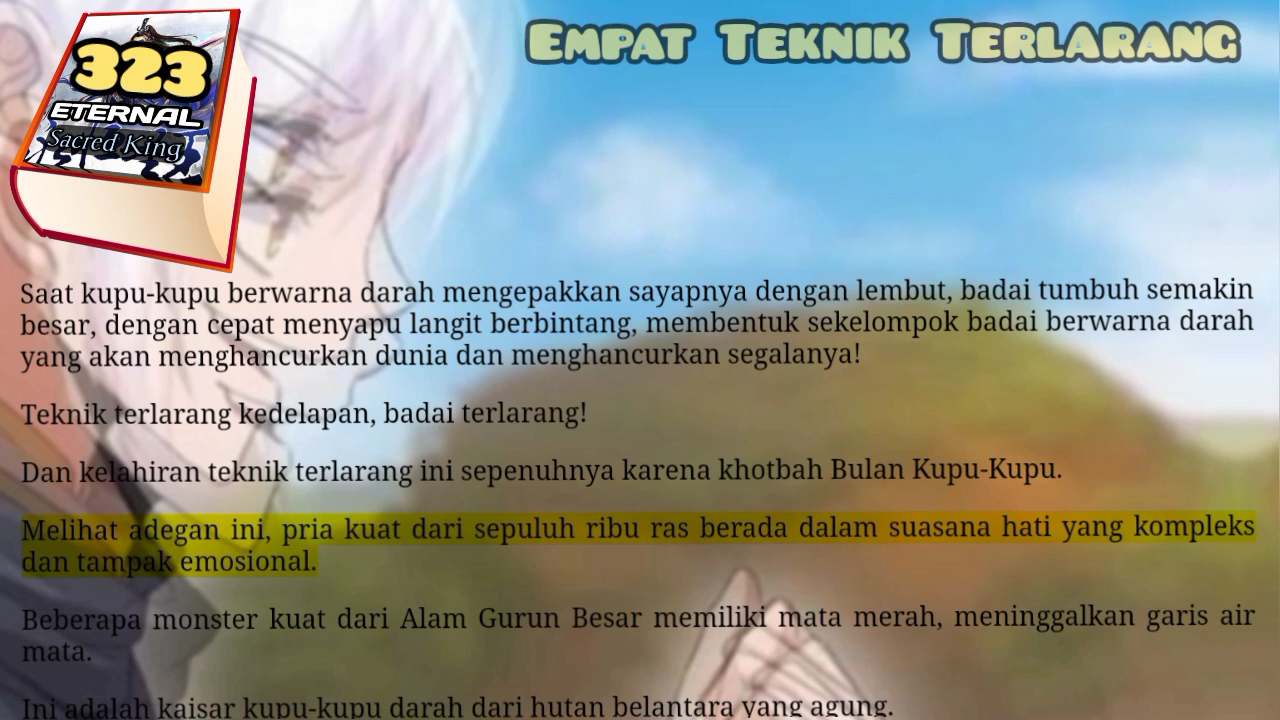 323
ETERNAL
Sacred King
EMPAT TEKNIK TERLARANG
Saat kupu-kupu berwarna darah mengepakkan sayapnya dengan lembut, badai tumbuh semakin
besar, dengan cepat menyapu langit berbintang, membentuk sekelompok badai berwarna darah
yang akan menghancurkan dunia dan menghancurkan segalanya!
Teknik terlarang kedelapan, badai terlarang!
Dan kelahiran teknik terlarang ini sepenuhnya karena khotbah Bulan Kupu-Kupu.
Melihat adegan ini, pria kuat dari sepuluh ribu ras berada dalam suasana hati yang kompleks
dan tampak emosional.
Beberapa monster kuat dari Alam Gurun Besar memiliki mata merah, meninggalkan garis air
mata.
Ini adalah kaisar kupu-kupu darah dari hutan belantara yang agung.